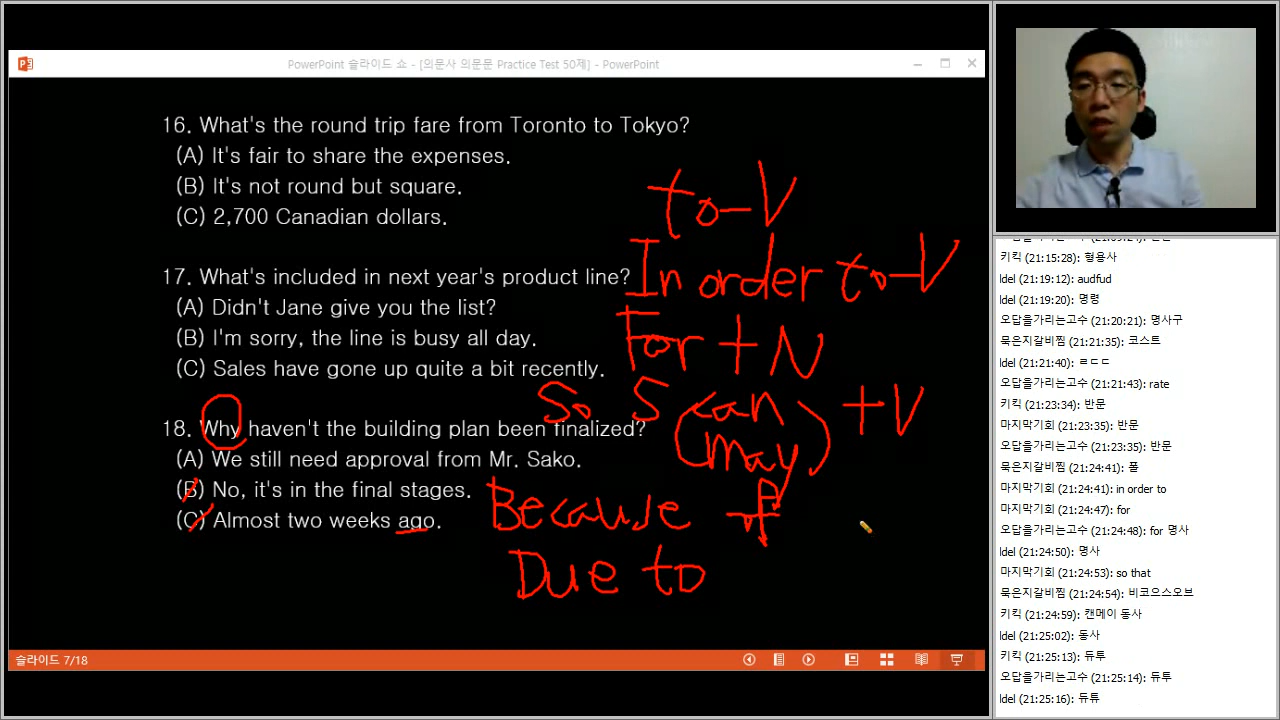 PowerPoint 슬라이드 쇼 - [의문사 의문문 Practice Test 50제] - PowerPoint
16. What's the round trip fare from Toronto to Tokyo?
(A) It's fair to share the expenses.
(B) It's not round but square.
(C) 2,700 Canadian dollars.
to-V
In order to-V
17. What's included in next year's product line?
(A) Didn't Jane give you the list?
(B) I'm sorry, the line is busy all day.
(C) Sales have gone up quite a bit recently.
For + N
So S (can may) + V
18. Why haven't the building plan been finalized?
(A) We still need approval from Mr. Sako.
(B) No, it's in the final stages.
(C) Almost two weeks ago.
Because
Due to
슬라이드 7/18
키킥 (21:15:28): 형용사
ldel (21:19:12): audfud
ldel (21:19:20): 명령
오답을가리는고수 (21:20:21): 명사구
묵은지갈비찜 (21:21:35): 코스트
ldel (21:21:40): ㄹㄷㄷ
오답을가리는고수 (21:21:43): rate
키킥 (21:23:34): 반문
마지막기회 (21:23:35): 반문
오답을가리는고수 (21:23:35): 반문
묵은지갈비찜 (21:24:41): 폴
마지막기회 (21:24:41): in order to
마지막기회 (21:24:47): for
오답을가리는고수 (21:24:48): for 명사
ldel (21:24:50): 명사
마지막기회 (21:24:53): so that
묵은지갈비찜 (21:24:54): 비코으스오브
키킥 (21:24:59): 캔메이 동사
ldel (21:25:02): 동사
키킥 (21:25:13): 듀투
오답을가리는고수 (21:25:14): 듀투
ldel (21:25:16): 듀튜